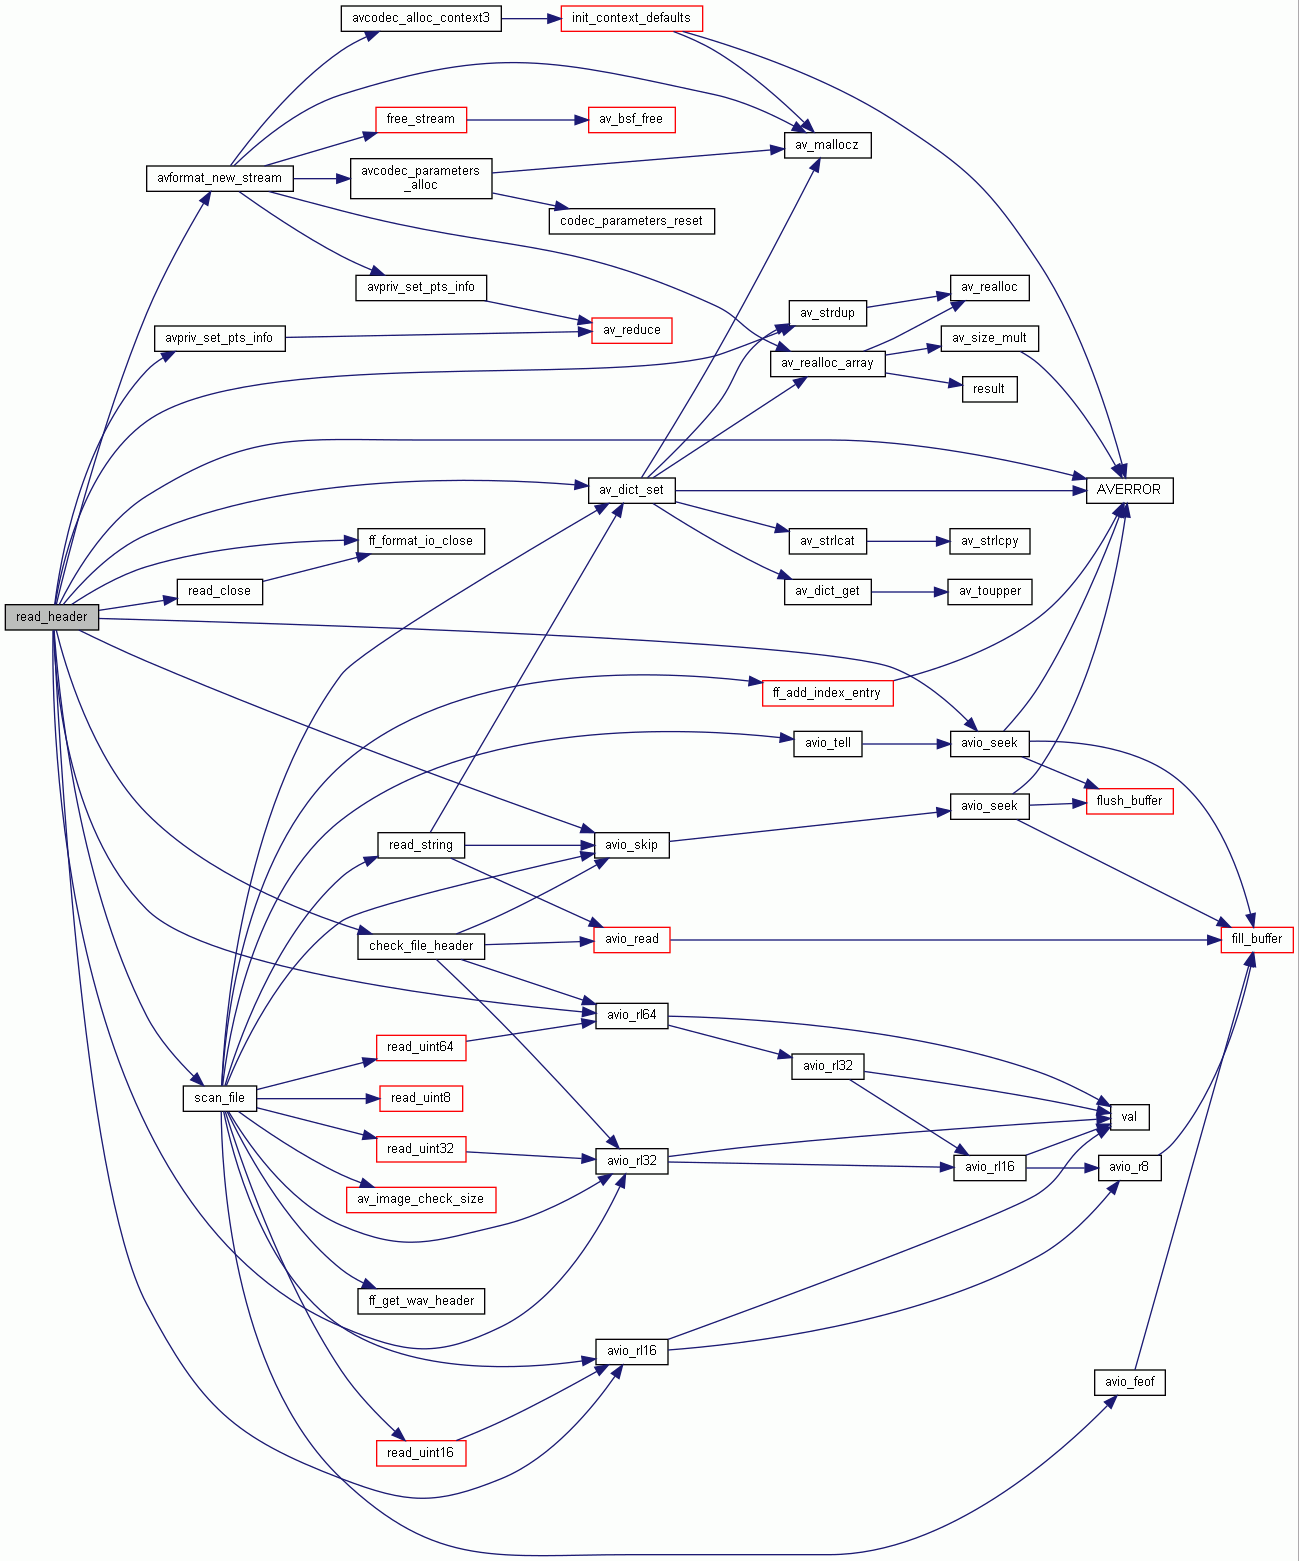 avcodec_alloc_context3
init_context_defaults
free_stream
av_bsf_free
av_mallocz
avformat_new_stream
avcodec_parameters
_alloc
codec_parameters_reset
avpriv_set_pts_info
av_realloc
av_strdup
avpriv_set_pts_info
av_reduce
av_size_mult
av_realloc_array
result
av_dict_set
AVERROR
ff_format_io_close
av_strlcat
av_strlcpy
read_close
av_dict_get
av_toupper
read_header
ff_add_index_entry
avio_tell
avio_seek
flush_buffer
avio_seek
read_string
avio_skip
check_file_header
avio_read
fill_buffer
avio_rl64
read_uint64
avio_rl32
scan_file
read_uint8
val
read_uint32
avio_rl32
avio_rl16
avio_r8
av_image_check_size
ff_get_wav_header
avio_rl16
avio_feof
read_uint16